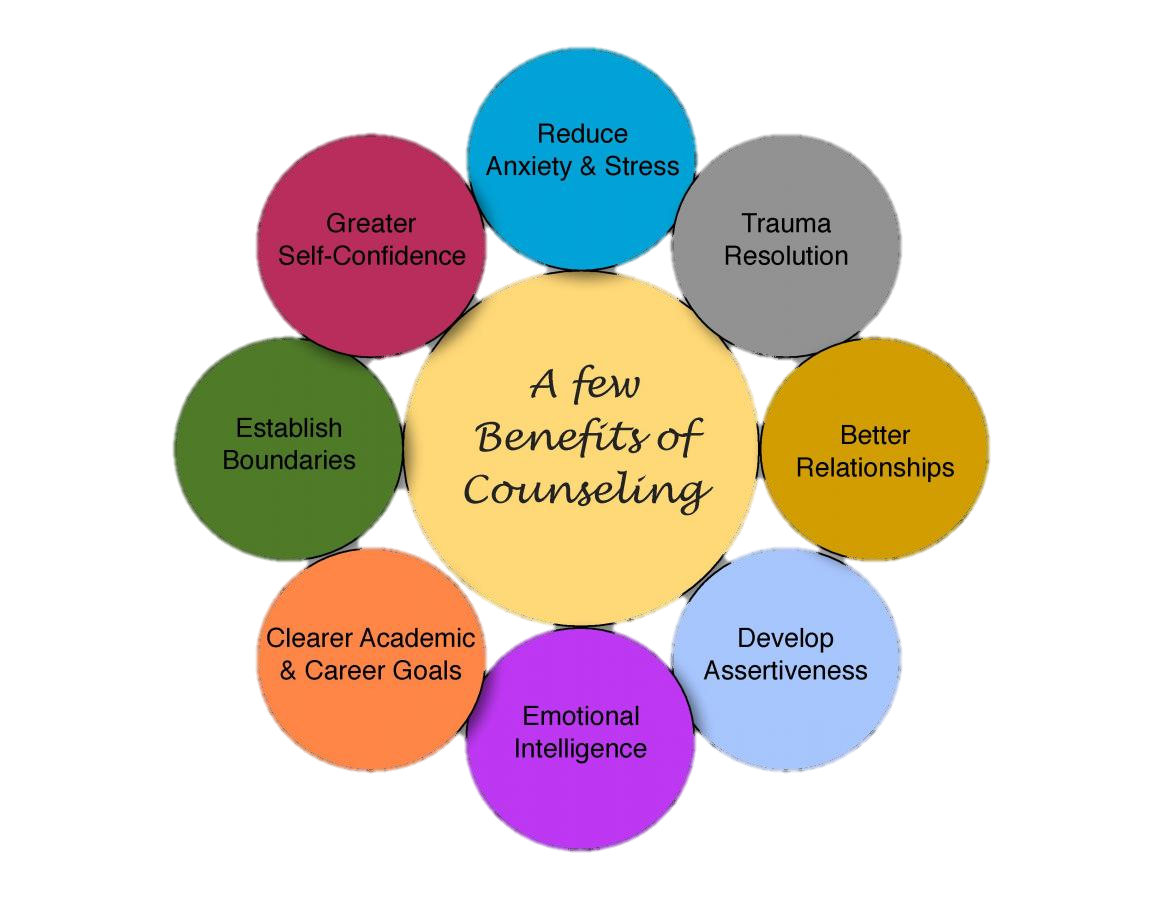 Reduce
Anxiety & Stress
Greater
Self-Confidence
Trauma
Resolution
A few
Benefits of
Counseling
Establish
Boundaries
Better
Relationships
Clearer Academic
& Career Goals
Develop
Assertiveness
Emotional
Intelligence